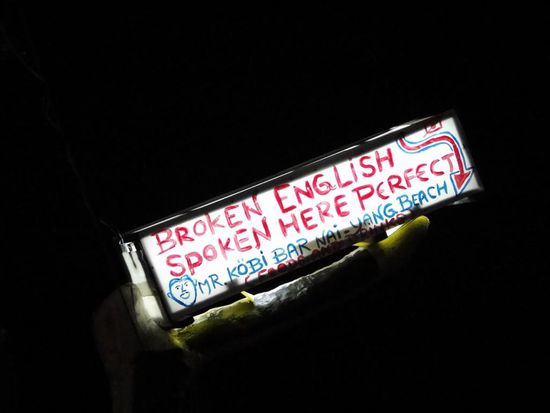 BROKEN ENGLISH
SPOKEN HERE PERFECT
MR. KÖBI BAR NAI-YANG BEACH